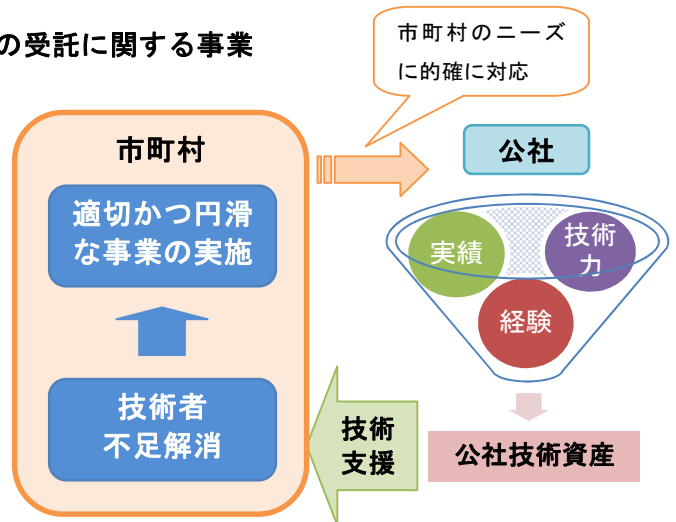 の受託に関する事業
市町村のニーズ
に的確に対応
市町村
公社
適切かつ円滑
な事業の実施
実績
技術
力
経験
技術者
不足解消
技術
支援
公社技術資産